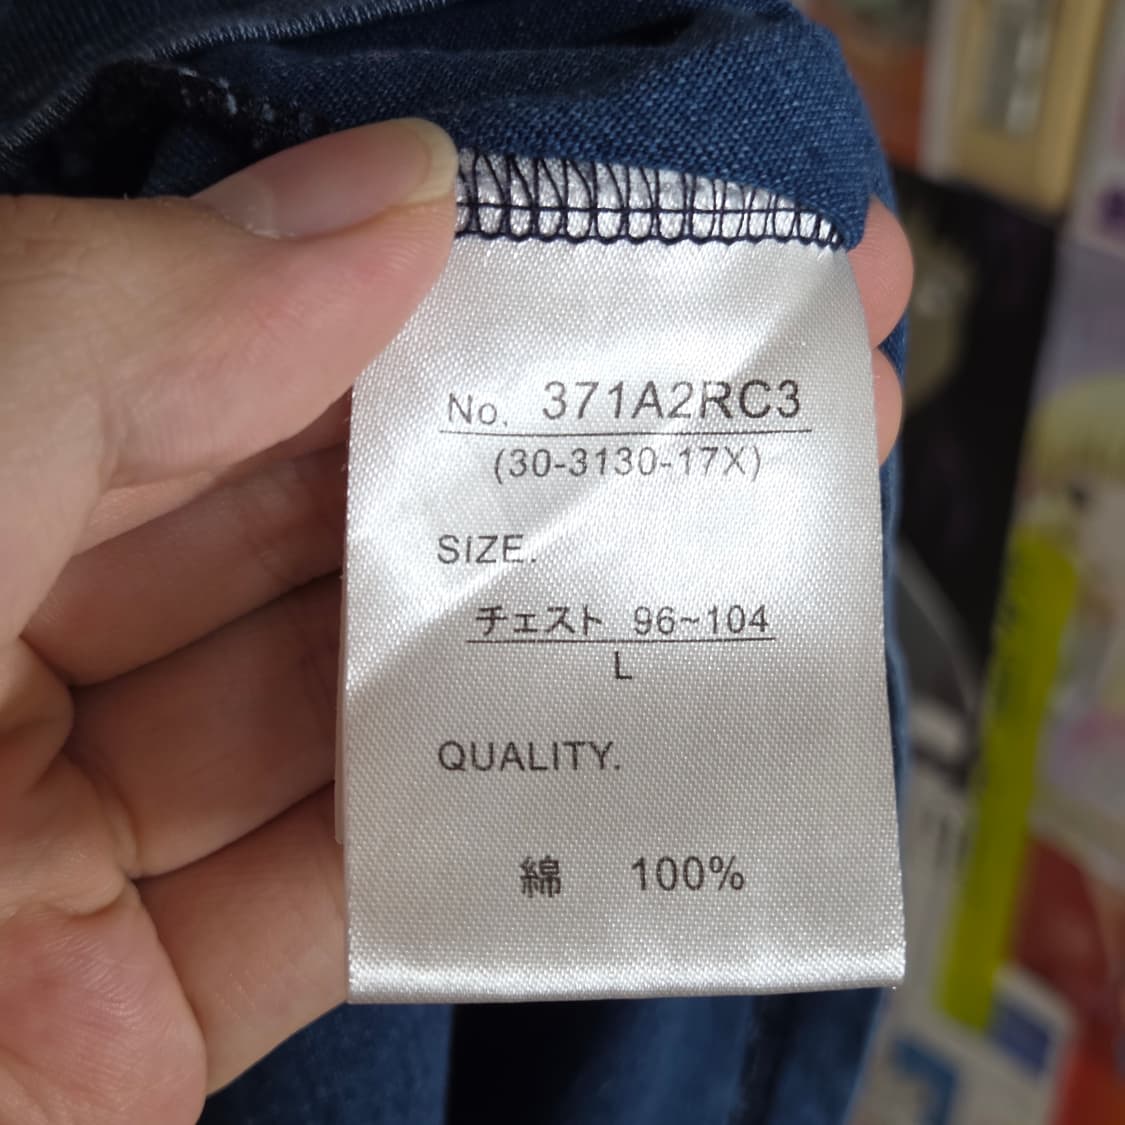 No. 371A2RC3
(30-3130-17X)
SIZE.
チェスト 96~104
L
QUALITY.
綿 100%